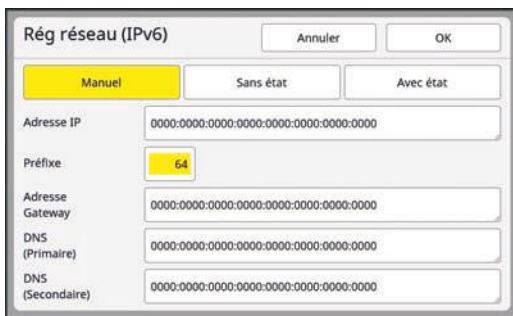 Rég réseau (IPv6) Annuler OK
Manuel Sans état Avec état
Adresse IP 0000:0000:0000:0000:0000:0000:0000:0000
Préfixe 64
Adresse
Gateway 0000:0000:0000:0000:0000:0000:0000:0000
DNS
(Primaire) 0000:0000:0000:0000:0000:0000:0000:0000
DNS
(Secondaire) 0000:0000:0000:0000:0000:0000:0000:0000